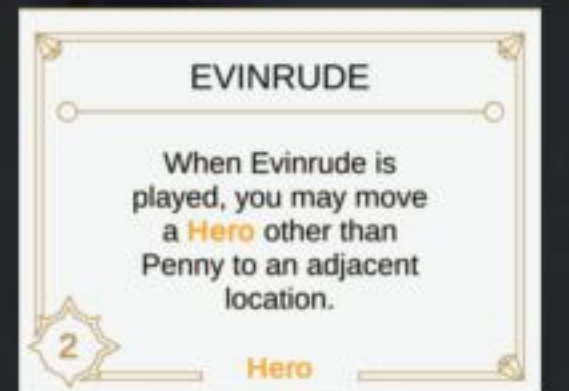 EVINRUDE
When Evinrude is
played, you may move
a Hero other than
Penny to an adjacent
location.
2
Hero